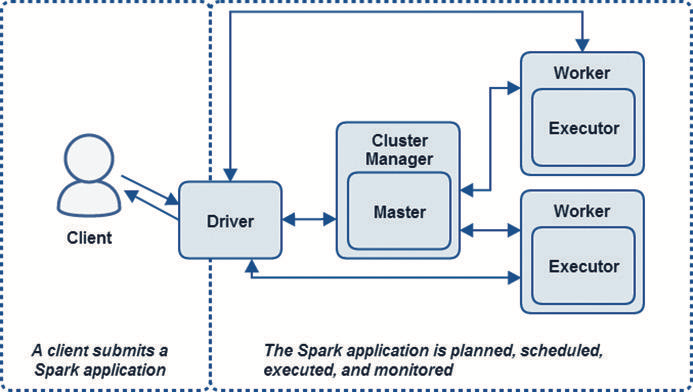 Client
Driver
Cluster
Manager
Master
Worker
Executor
Worker
Executor
A client submits a
Spark application
The Spark application is planned, scheduled,
executed, and monitored